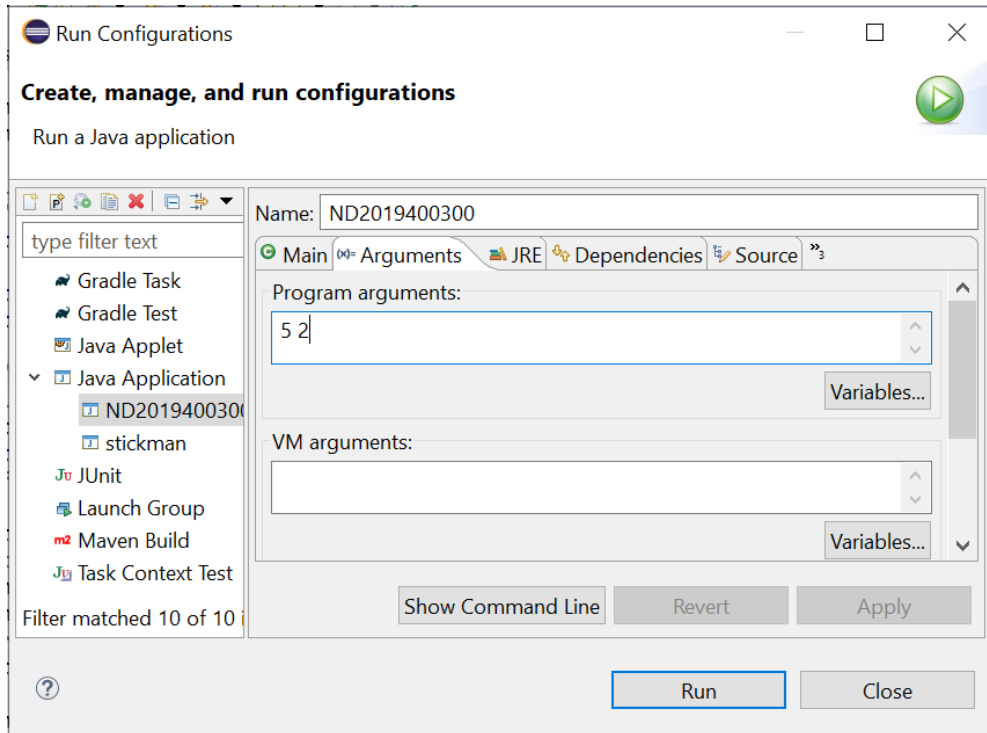 Run Configurations
Create, manage, and run configurations
Run a Java application
type filter text
Gradle Task
Gradle Test
Java Applet
Java Application
ND2019400300
stickman
JUnit
Launch Group
Maven Build
Task Context Test
Filter matched 10 of 10 i
Name: ND2019400300
Main (x)= Arguments JRE Dependencies Source »3
Program arguments:
5 2
Variables...
VM arguments:
Variables...
Show Command Line Revert Apply
Run Close